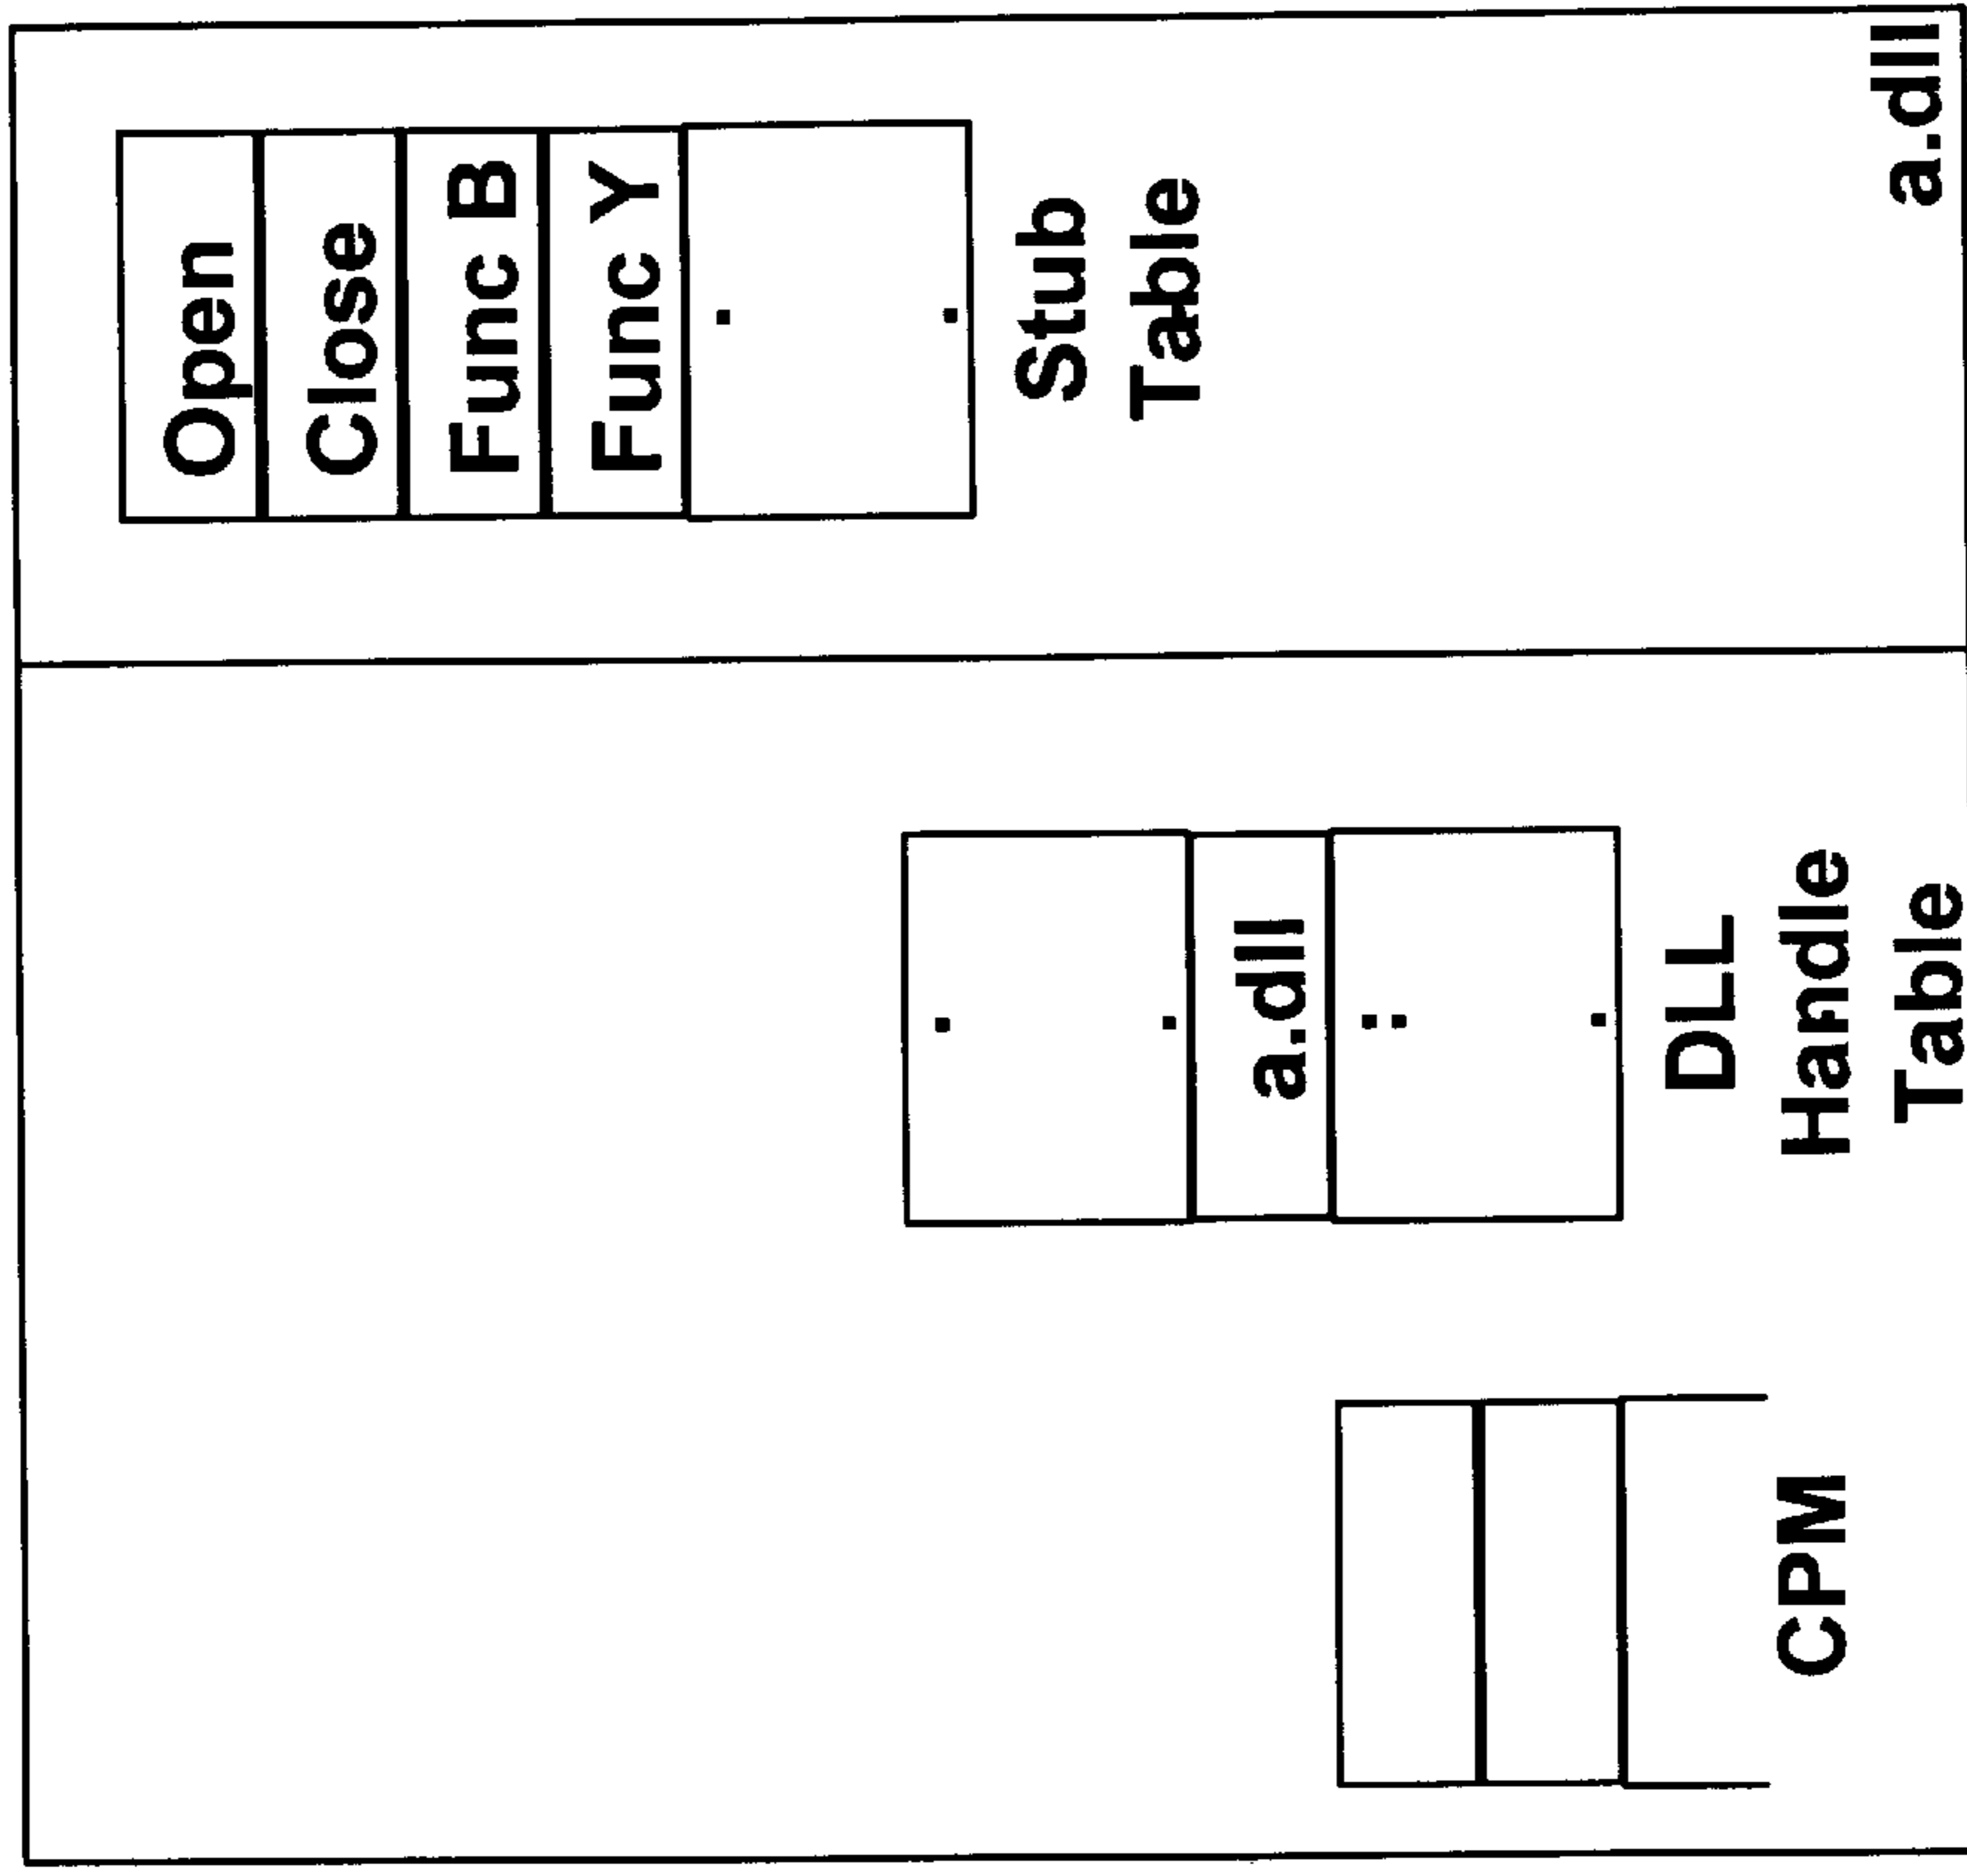 Open
Close
Func B
Func Y
Stub
Table
a.dll
a.dll
DLL
Handle
Table
CPM